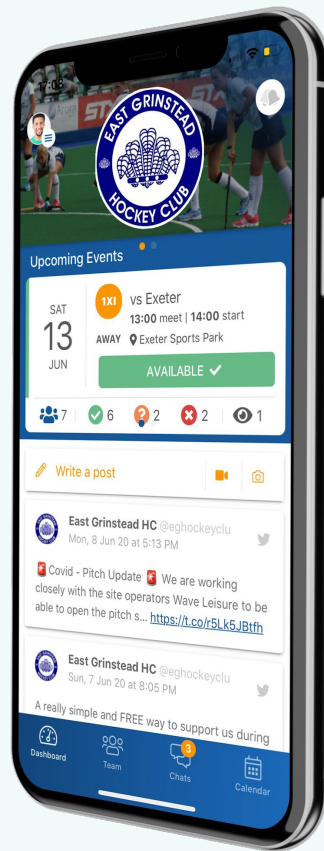 17:08
EAST GRINSTEAD
HOCKEY CLUB
Upcoming Events
SAT
13
JUN
1XI
vs Exeter
13:00 meet | 14:00 start
AWAY Exeter Sports Park
AVAILABLE
7 6 2 2 1
Write a post
East Grinstead HC @eghockeyclu
Mon, 8 Jun 20 at 5:13 PM
Covid - Pitch Update We are working
closely with the site operators Wave Leisure to be
able to open the pitch s... https://t.co/r5Lk5JBtfh
East Grinstead HC @eghockeyclu
Sun, 7 Jun 20 at 8:05 PM
A really simple and FREE way to support us during
3
Dashboard
Team
Chats
Calendar